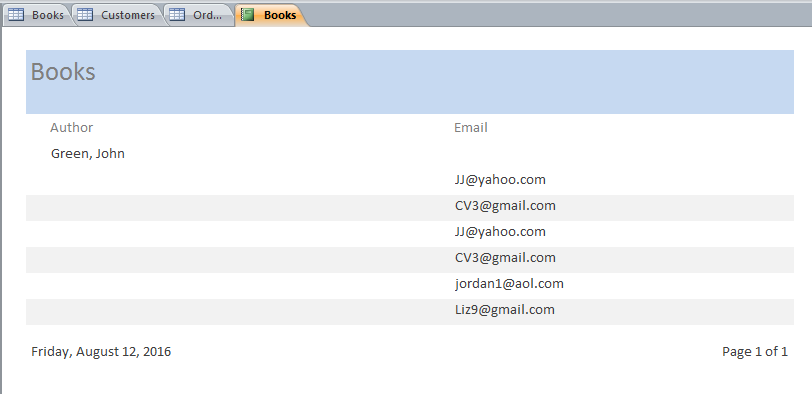 Books Customers Ord... Books
Books
Author Email
Green, John
JJ@yahoo.com
CV3@gmail.com
JJ@yahoo.com
CV3@gmail.com
jordan1@aol.com
Liz9@gmail.com
Friday, August 12, 2016 Page 1 of 1